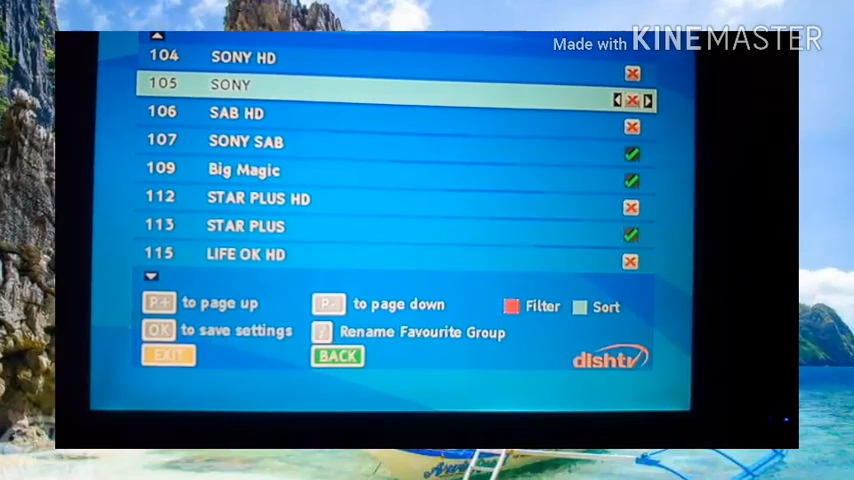 Made with KINEMASTER
104 SONY HD
105 SONY
106 SAB HD
107 SONY SAB
109 Big Magic
112 STAR PLUS HD
113 STAR PLUS
115 LIFE OK HD
P+ to page up P- to page down Filter Sort
OK to save settings Rename Favourite Group
EXIT BACK dishtv